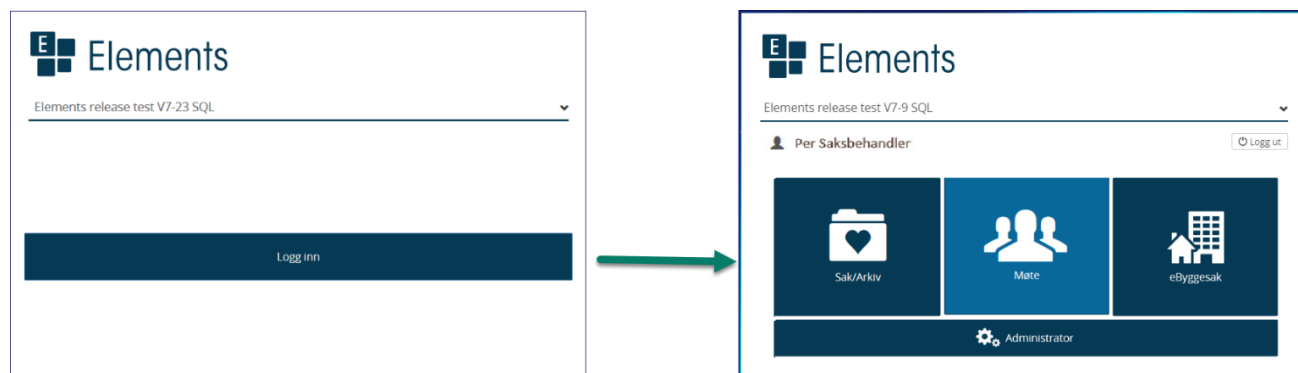 E
Elements
Elements release test V7-23 SQL
Logg inn
E
Elements
Elements release test V7-9 SQL
Per Saksbehandler
Logg ut
Sak/Arkiv
Møte
eByggesak
Administrator